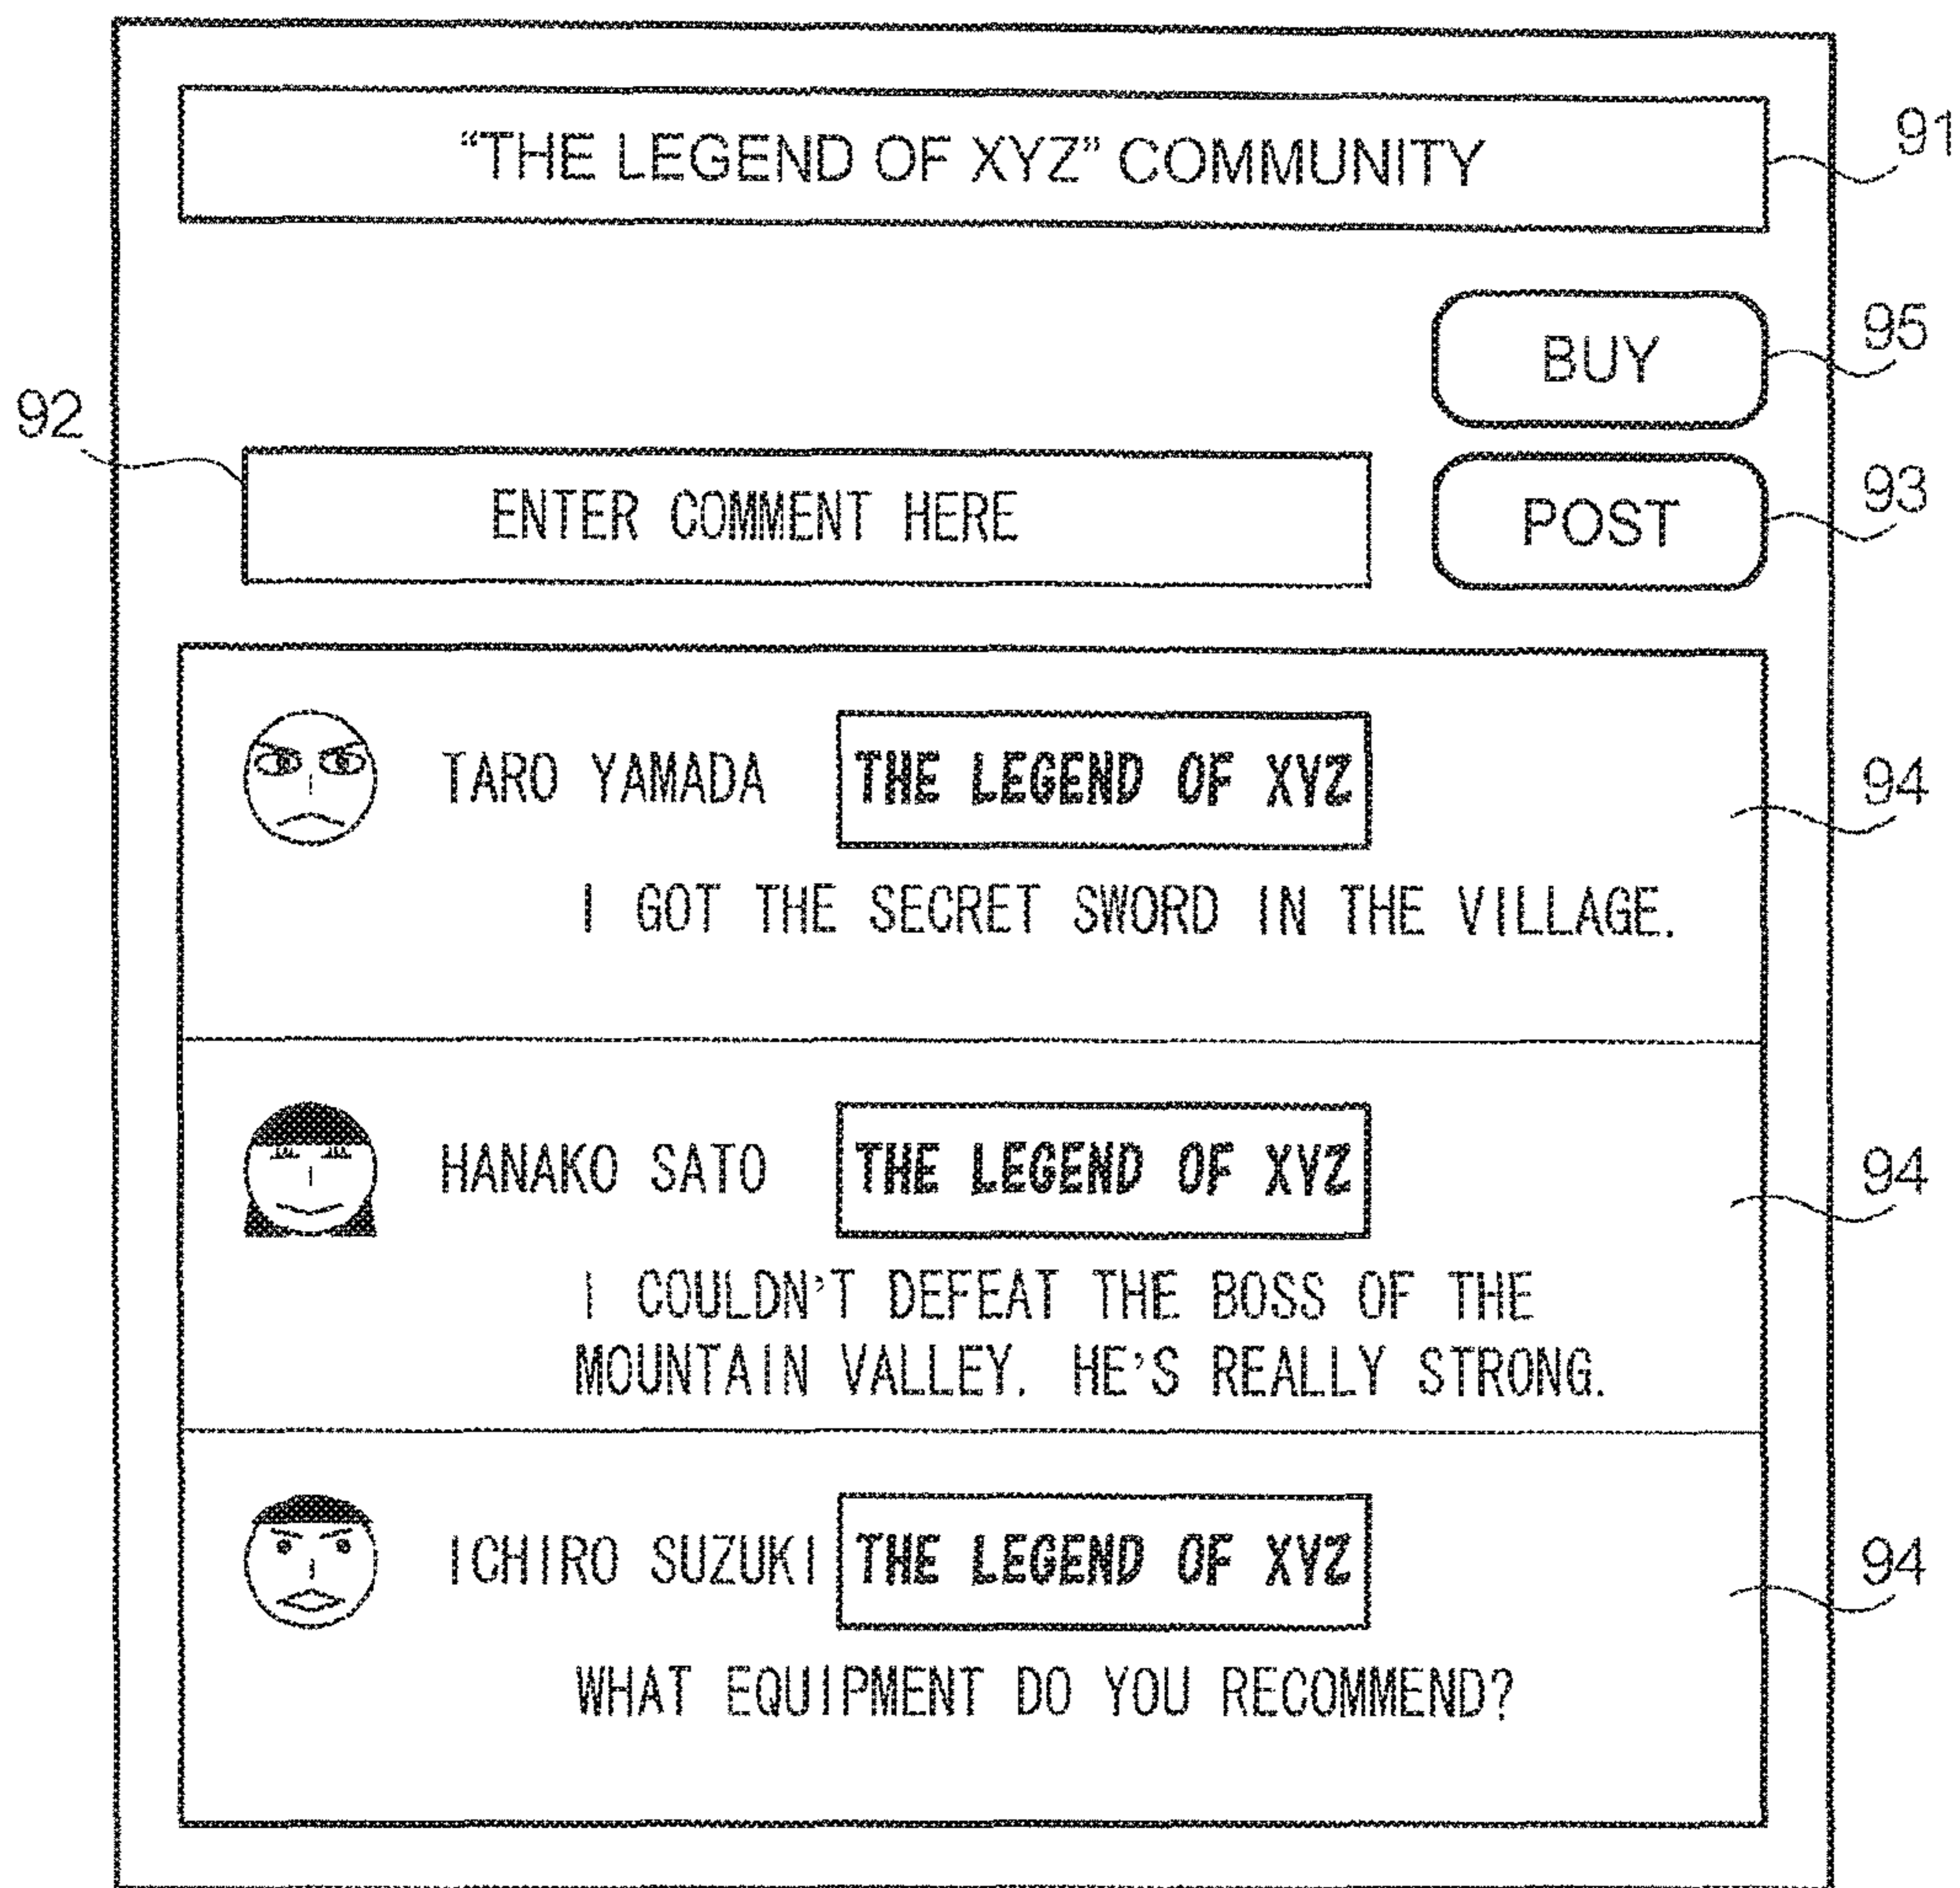 “THE LEGEND OF XYZ” COMMUNITY
91
BUY
95
92
ENTER COMMENT HERE
POST
93
TARO YAMADA
THE LEGEND OF XYZ
94
I GOT THE SECRET SWORD IN THE VILLAGE.
HANAKO SATO
THE LEGEND OF XYZ
94
I COULDN'T DEFEAT THE BOSS OF THE
MOUNTAIN VALLEY. HE'S REALLY STRONG.
ICHIRO SUZUKI
THE LEGEND OF XYZ
94
WHAT EQUIPMENT DO YOU RECOMMEND?